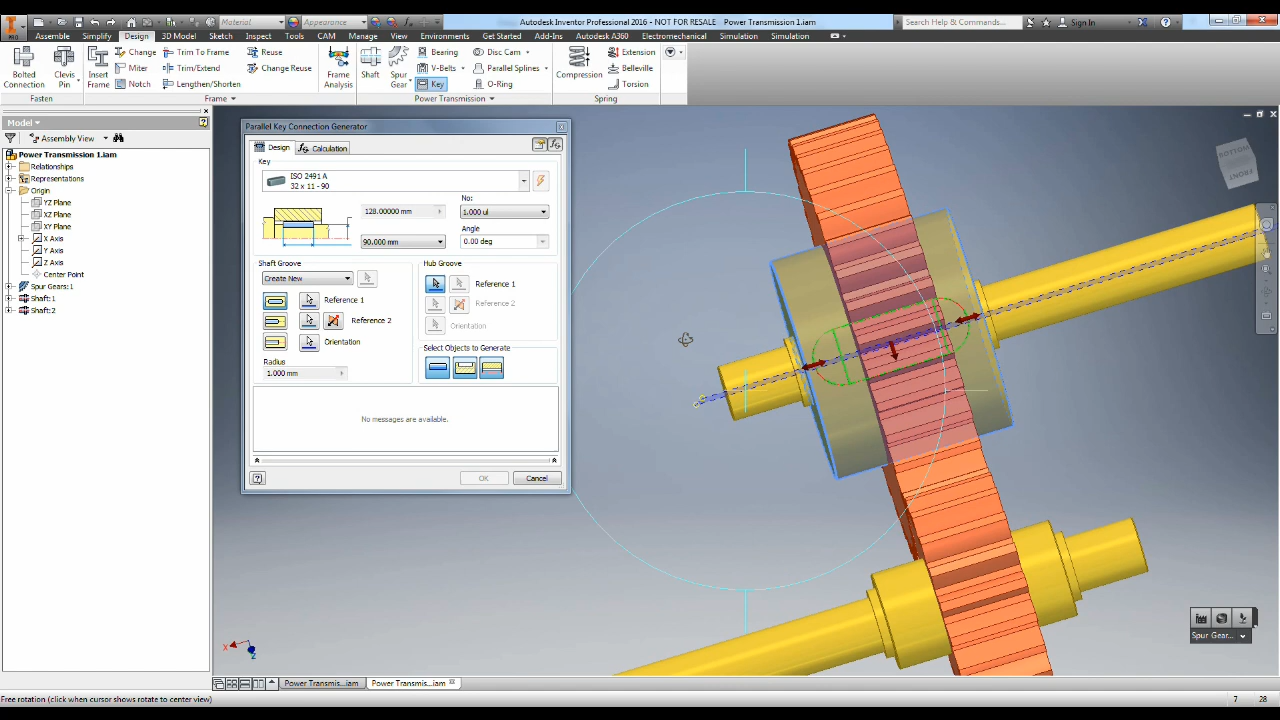 Material
Appearance
Autodesk Inventor Professional 2016 - NOT FOR RESALE   Power Transmission 1.iam
Search Help & Commands...
Sign In
PRO
Assemble
Simplify
Design
3D Model
Sketch
Inspect
Tools
CAM
Manage
View
Environments
Get Started
Add-Ins
Autodesk A360
Electromechanical
Simulation
Simulation
Bolted Connection
Clevis Pin
Insert Frame
Change
Miter
Notch
Trim To Frame
Trim/Extend
Lengthen/Shorten
Reuse
Change Reuse
Frame Analysis
Shaft
Spur Gear
Bearing
V-Belts
Key
Disc Cam
Parallel Splines
O-Ring
Compression
Extension
Belleville
Torsion
Fasten
Frame
Power Transmission
Spring
Model
Assembly View
Power Transmission 1.iam
Relationships
Representations
Origin
YZ Plane
XZ Plane
XY Plane
X Axis
Y Axis
Z Axis
Center Point
Spur Gears:1
Shaft:1
Shaft:2
Parallel Key Connection Generator
Design
Calculation
Key
ISO 2491 A
32 x 11 - 90
128.00000 mm
No:
1.000 ul
Angle
90.000 mm
0.00 deg
Shaft Groove
Create New
Reference 1
Reference 2
Orientation
Radius
1.000 mm
Hub Groove
Reference 1
Reference 2
Orientation
Select Objects to Generate
No messages are available.
OK
Cancel
FRONT
BOTTOM
X
Z
Spur Gear...
Power Transmis...iam
Power Transmis...iam
Free rotation (click when cursor shows rotate to center view)
7
28